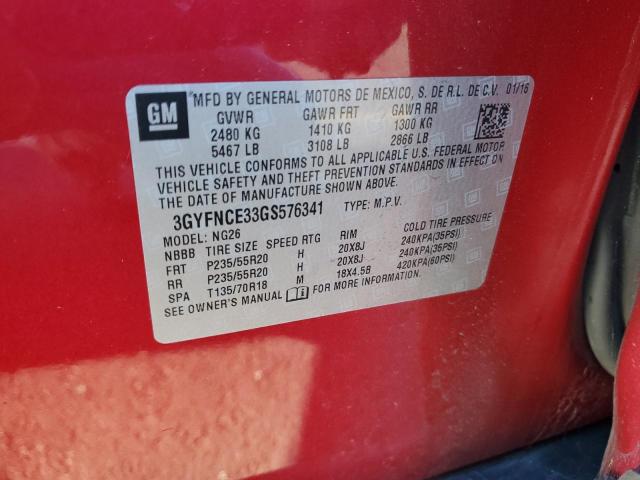 GM
MFD BY GENERAL MOTORS DE MEXICO, S. DE R.L. DE C.V. 01/16
GVWR GAWR FRT GAWR RR
2480 KG 1410 KG 1300 KG
5467 LB 3108 LB 2866 LB
THIS VEHICLE CONFORMS TO ALL APPLICABLE U.S. FEDERAL MOTOR
VEHICLE SAFETY AND THEFT PREVENTION STANDARDS IN EFFECT ON
THE DATE OF MANUFACTURE SHOWN ABOVE.
3GYFNCE33GS576341 TYPE: M.P.V.
MODEL: NG26
NBBB TIRE SIZE SPEED RTG RIM COLD TIRE PRESSURE
FRT P235/55R20 H 20X8J 240KPA(35PSI)
RR P235/55R20 H 20X8J 240KPA(35PSI)
SPA T135/70R18 M 18X4.5B 420KPA(60PSI)
SEE OWNER'S MANUAL FOR MORE INFORMATION.